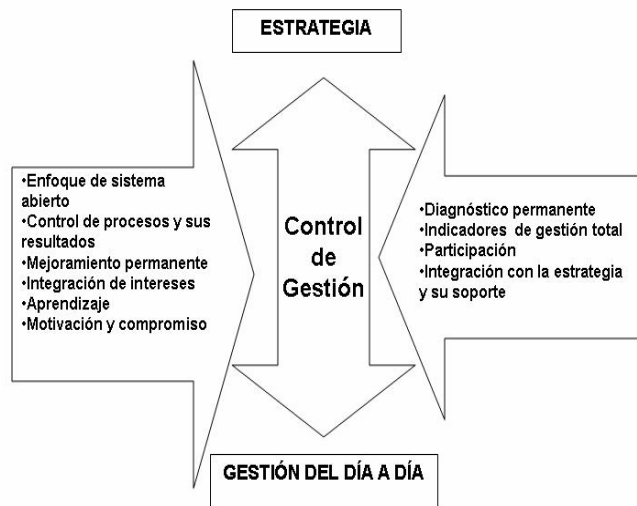 ESTRATEGIA
•Enfoque de sistema
abierto
•Control de procesos y sus
resultados
•Mejoramiento permanente
•Integración de intereses
•Aprendizaje
•Motivación y compromiso
Control
de
Gestión
•Diagnóstico permanente
•Indicadores de gestión total
•Participación
•Integración con la estrategia
y su soporte
GESTIÓN DEL DÍA A DÍA